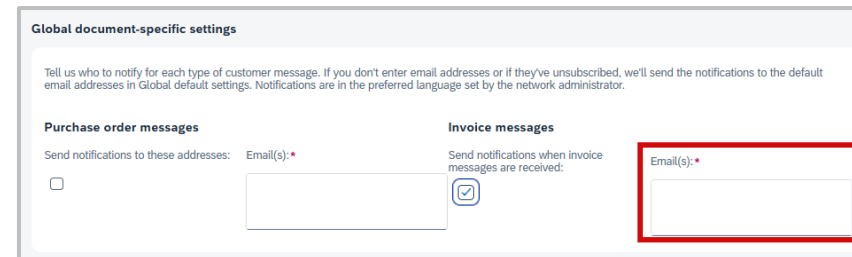 Global document-specific settings
Tell us who to notify for each type of customer message. If you don't enter email addresses or if they've unsubscribed, we'll send the notifications to the default
email addresses in Global default settings. Notifications are in the preferred language set by the network administrator.
Purchase order messages
Send notifications to these addresses:
Email(s):*
Invoice messages
Send notifications when invoice
messages are received:
Email(s):*